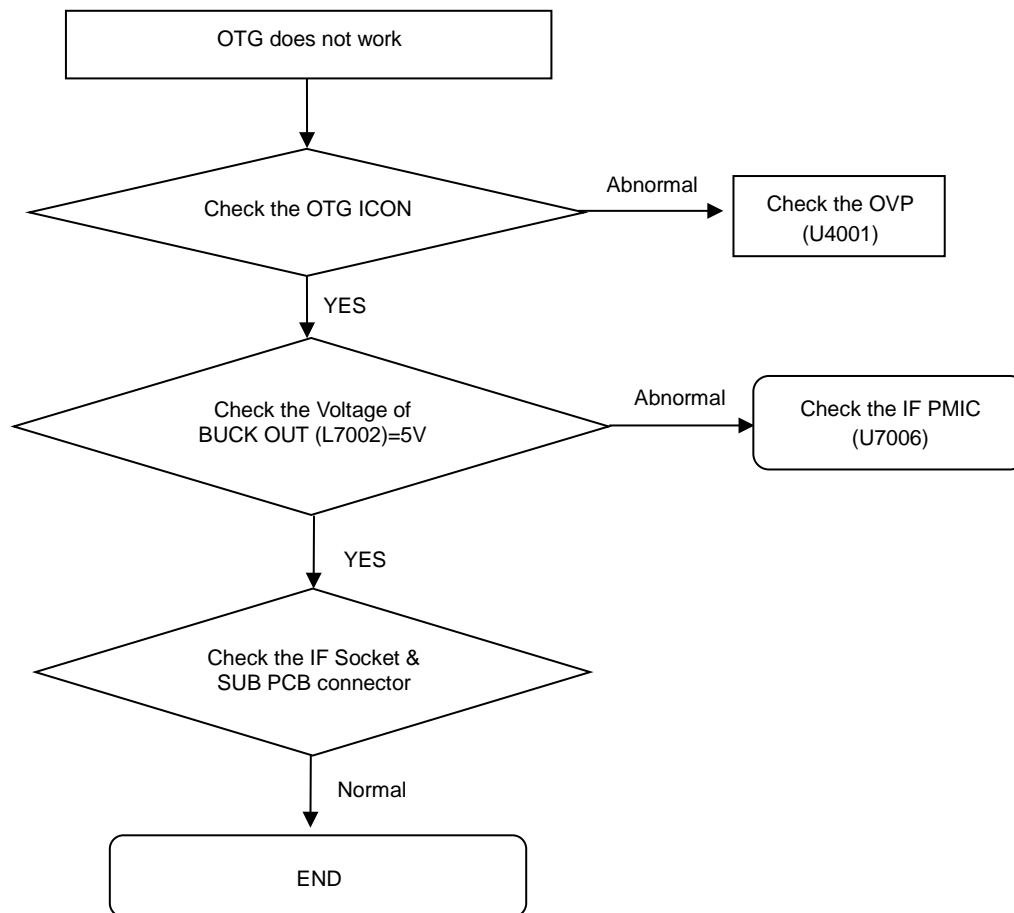 OTG does not work
Check the OTG ICON
Abnormal
Check the OVP
(U4001)
YES
Check the Voltage of
BUCK OUT (L7002)=5V
Abnormal
Check the IF PMIC
(U7006)
YES
Check the IF Socket &
SUB PCB connector
Normal
END